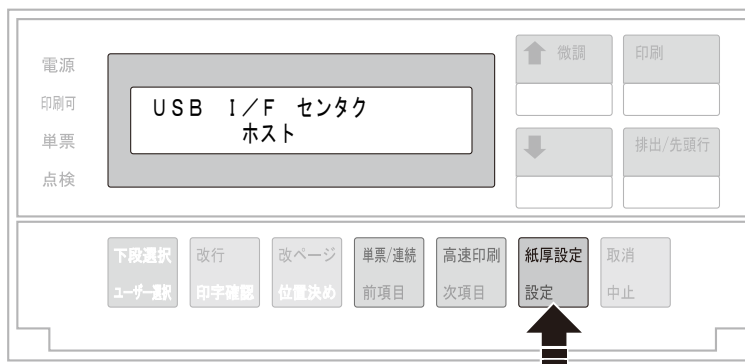 電源
印刷可
単票
点検
USB I/F センタク
ホスト
微調
印刷
排出/先頭行
下段選択
ユーザー選択
改行
印字確認
改ページ
位置決め
単票/連続
前項目
高速印刷
次項目
紙厚設定
設定
取消
中止